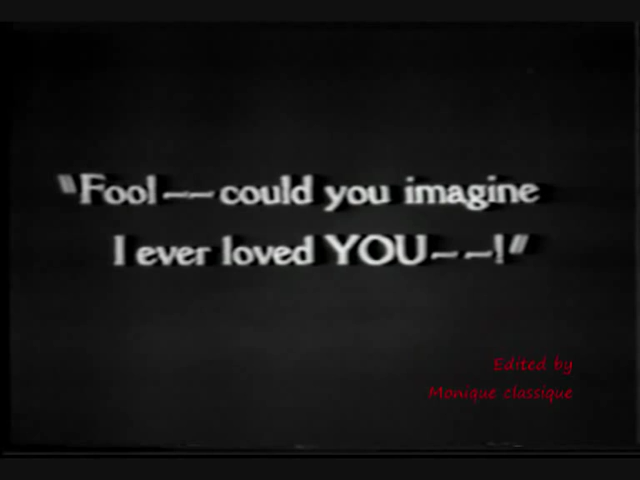 "Fool——could you imagine
I ever loved YOU——!"
Edited by
Monique classique